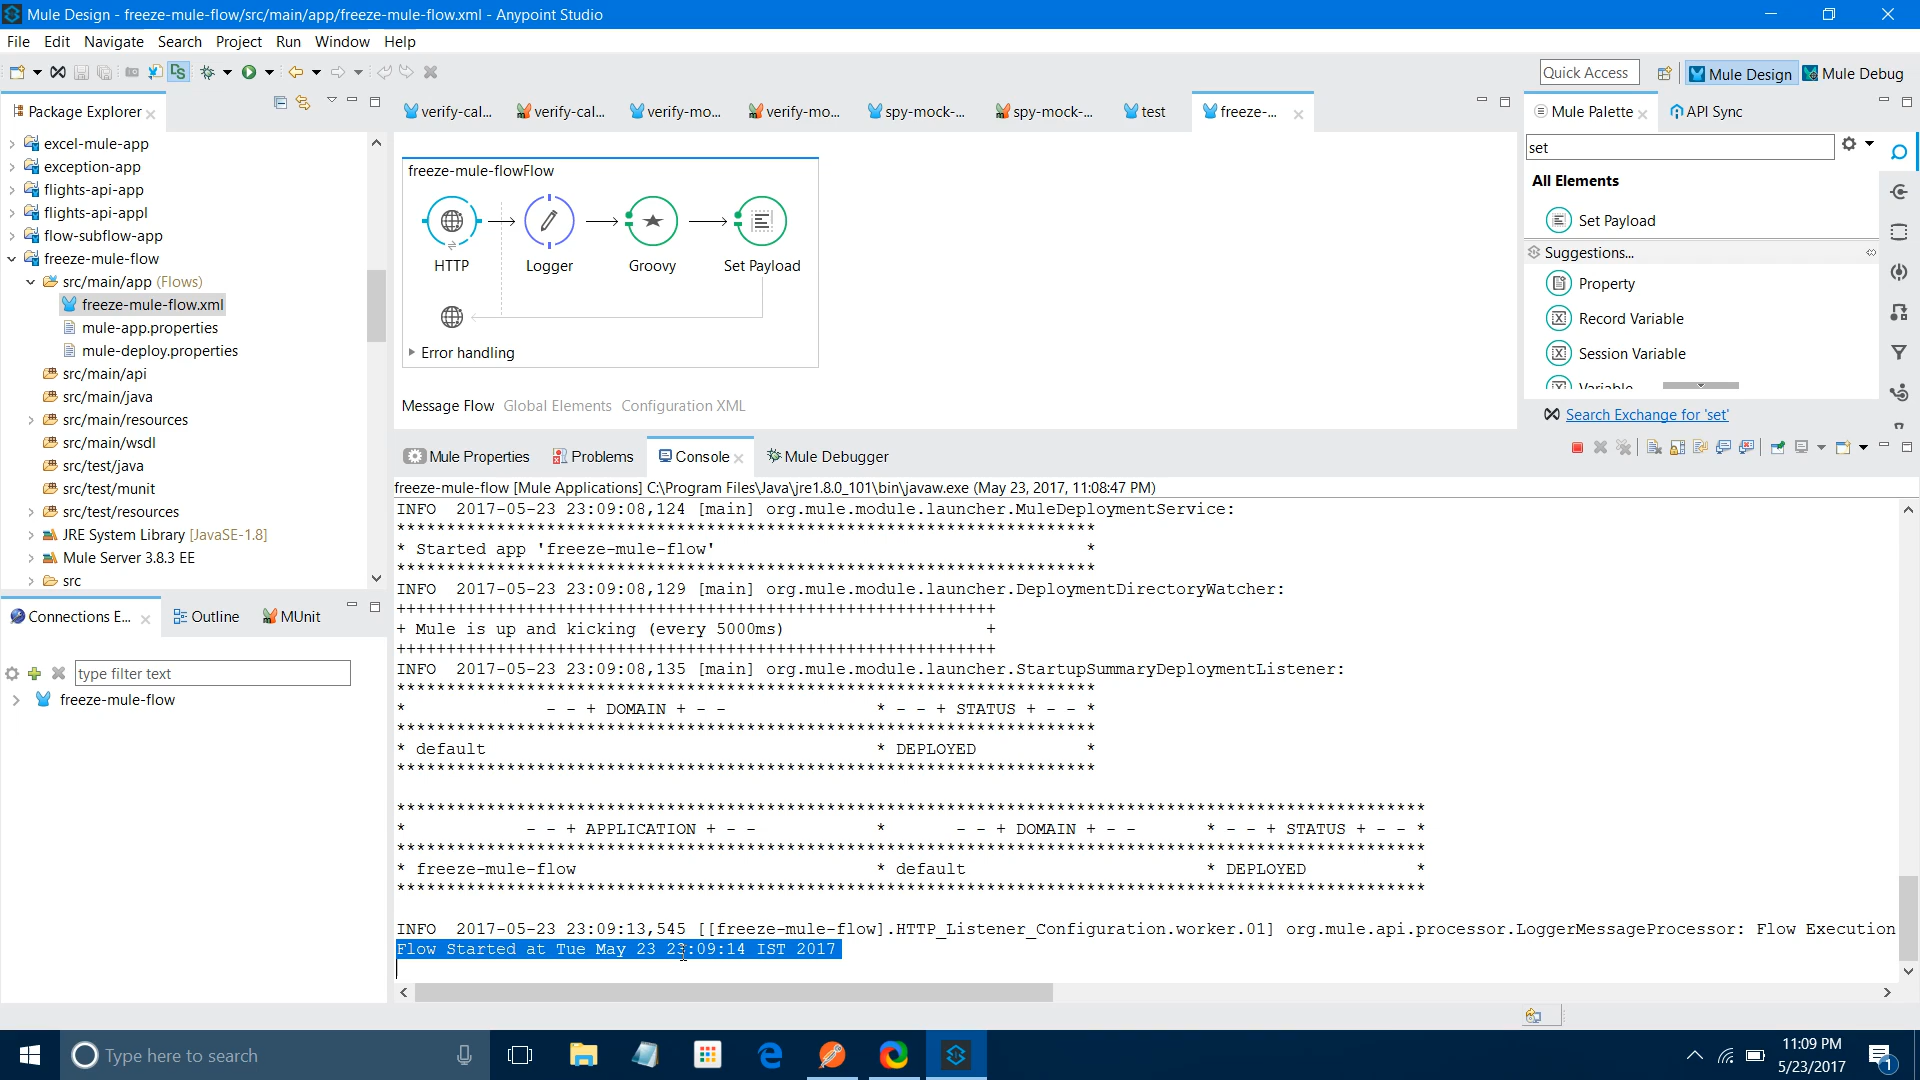 Mule Design - freeze-mule-flow/src/main/app/freeze-mule-flow.xml - Anypoint Studio
File Edit Navigate Search Project Run Window Help
Quick Access
Mule Design
Mule Debug
Package Explorer
excel-mule-app
exception-app
flights-api-app
flights-api-appl
flow-subflow-app
freeze-mule-flow
src/main/app (Flows)
freeze-mule-flow.xml
mule-app.properties
mule-deploy.properties
src/main/api
src/main/java
src/main/resources
src/main/wsdl
src/test/java
src/test/munit
src/test/resources
JRE System Library [JavaSE-1.8]
Mule Server 3.8.3 EE
src
Connections E...
Outline
MUnit
type filter text
freeze-mule-flow
verify-cal... verify-cal... verify-mo... verify-mo... spy-mock-... spy-mock-... test freeze-...
freeze-mule-flowFlow
HTTP Logger Groovy Set Payload
Error handling
Message Flow Global Elements Configuration XML
Mule Palette
API Sync
set
All Elements
Set Payload
Suggestions...
Property
Record Variable
Session Variable
Variable
Search Exchange for 'set'
Mule Properties Problems Console Mule Debugger
freeze-mule-flow [Mule Applications] C:\Program Files\Java\jre1.8.0_101\bin\javaw.exe (May 23, 2017, 11:08:47 PM)
INFO 2017-05-23 23:09:08,124 [main] org.mule.module.launcher.MuleDeploymentService:
**********************************************************************
* Started app 'freeze-mule-flow' *
**********************************************************************
INFO 2017-05-23 23:09:08,129 [main] org.mule.module.launcher.DeploymentDirectoryWatcher:
++++++++++++++++++++++++++++++++++++++++++++++++++++++++++++
+ Mule is up and kicking (every 5000ms) +
++++++++++++++++++++++++++++++++++++++++++++++++++++++++++++
INFO 2017-05-23 23:09:08,135 [main] org.mule.module.launcher.StartupSummaryDeploymentListener:
**********************************************************************
* - - + DOMAIN + - - * - - + STATUS + - - *
**********************************************************************
* default * DEPLOYED *
**********************************************************************
*******************************************************************************************************
* - - + APPLICATION + - - * - - + DOMAIN + - - * - - + STATUS + - - *
*******************************************************************************************************
* freeze-mule-flow * default * DEPLOYED *
*******************************************************************************************************
INFO 2017-05-23 23:09:13,545 [[freeze-mule-flow].HTTP_Listener_Configuration.worker.01] org.mule.api.processor.LoggerMessageProcessor: Flow Execution
Flow Started at Tue May 23 23:09:14 IST 2017
Type here to search
11:09 PM
5/23/2017
1